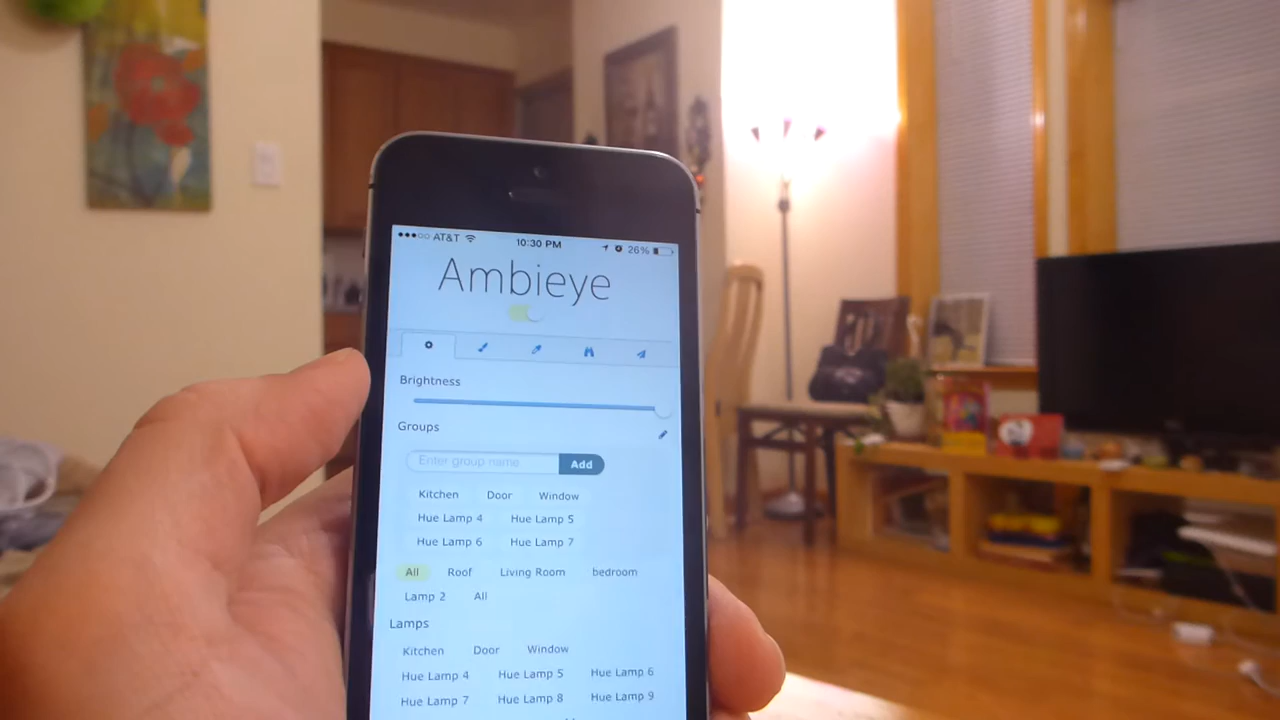 AT&T 10:30 PM 26%
Ambieye
Brightness
Groups
Enter group name Add
Kitchen Door Window
Hue Lamp 4 Hue Lamp 5
Hue Lamp 6 Hue Lamp 7
All Roof Living Room bedroom
Lamp 2 All
Lamps
Kitchen Door Window
Hue Lamp 4 Hue Lamp 5 Hue Lamp 6
Hue Lamp 7 Hue Lamp 8 Hue Lamp 9